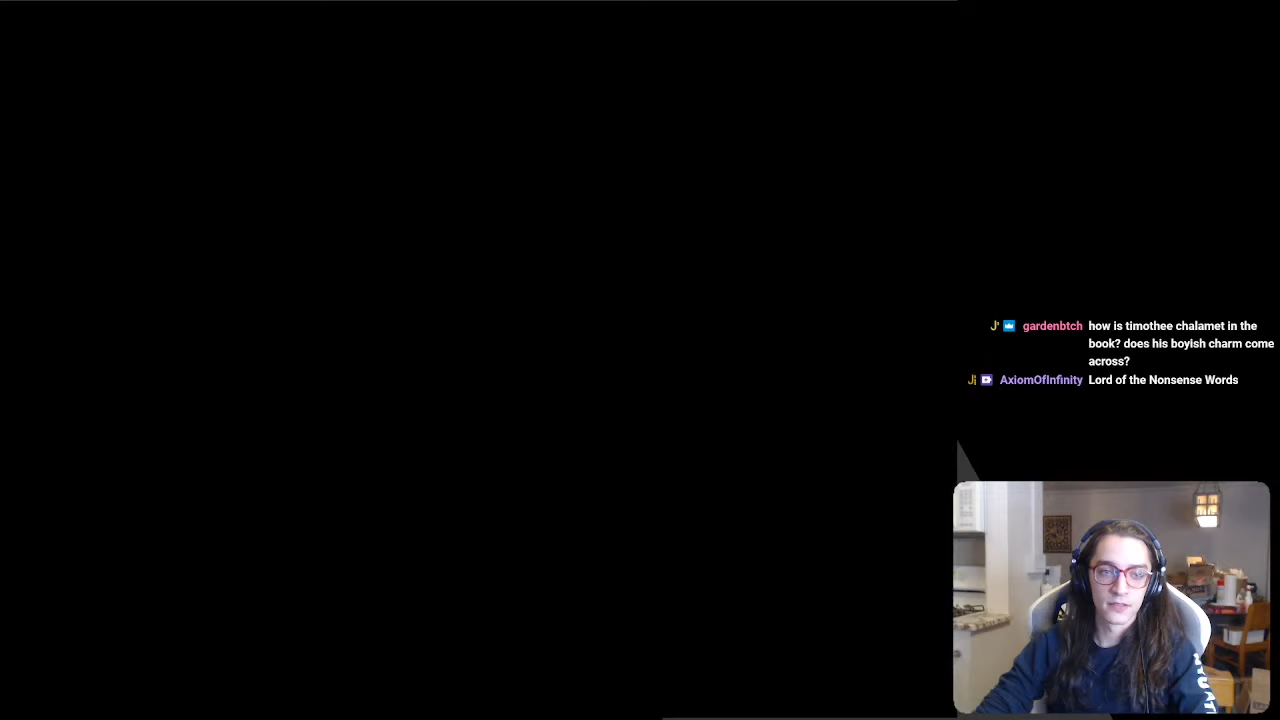 gardenbtch how is timothee chalamet in the
book? does his boyish charm come
across?
AxiomOfInfinity Lord of the Nonsense Words